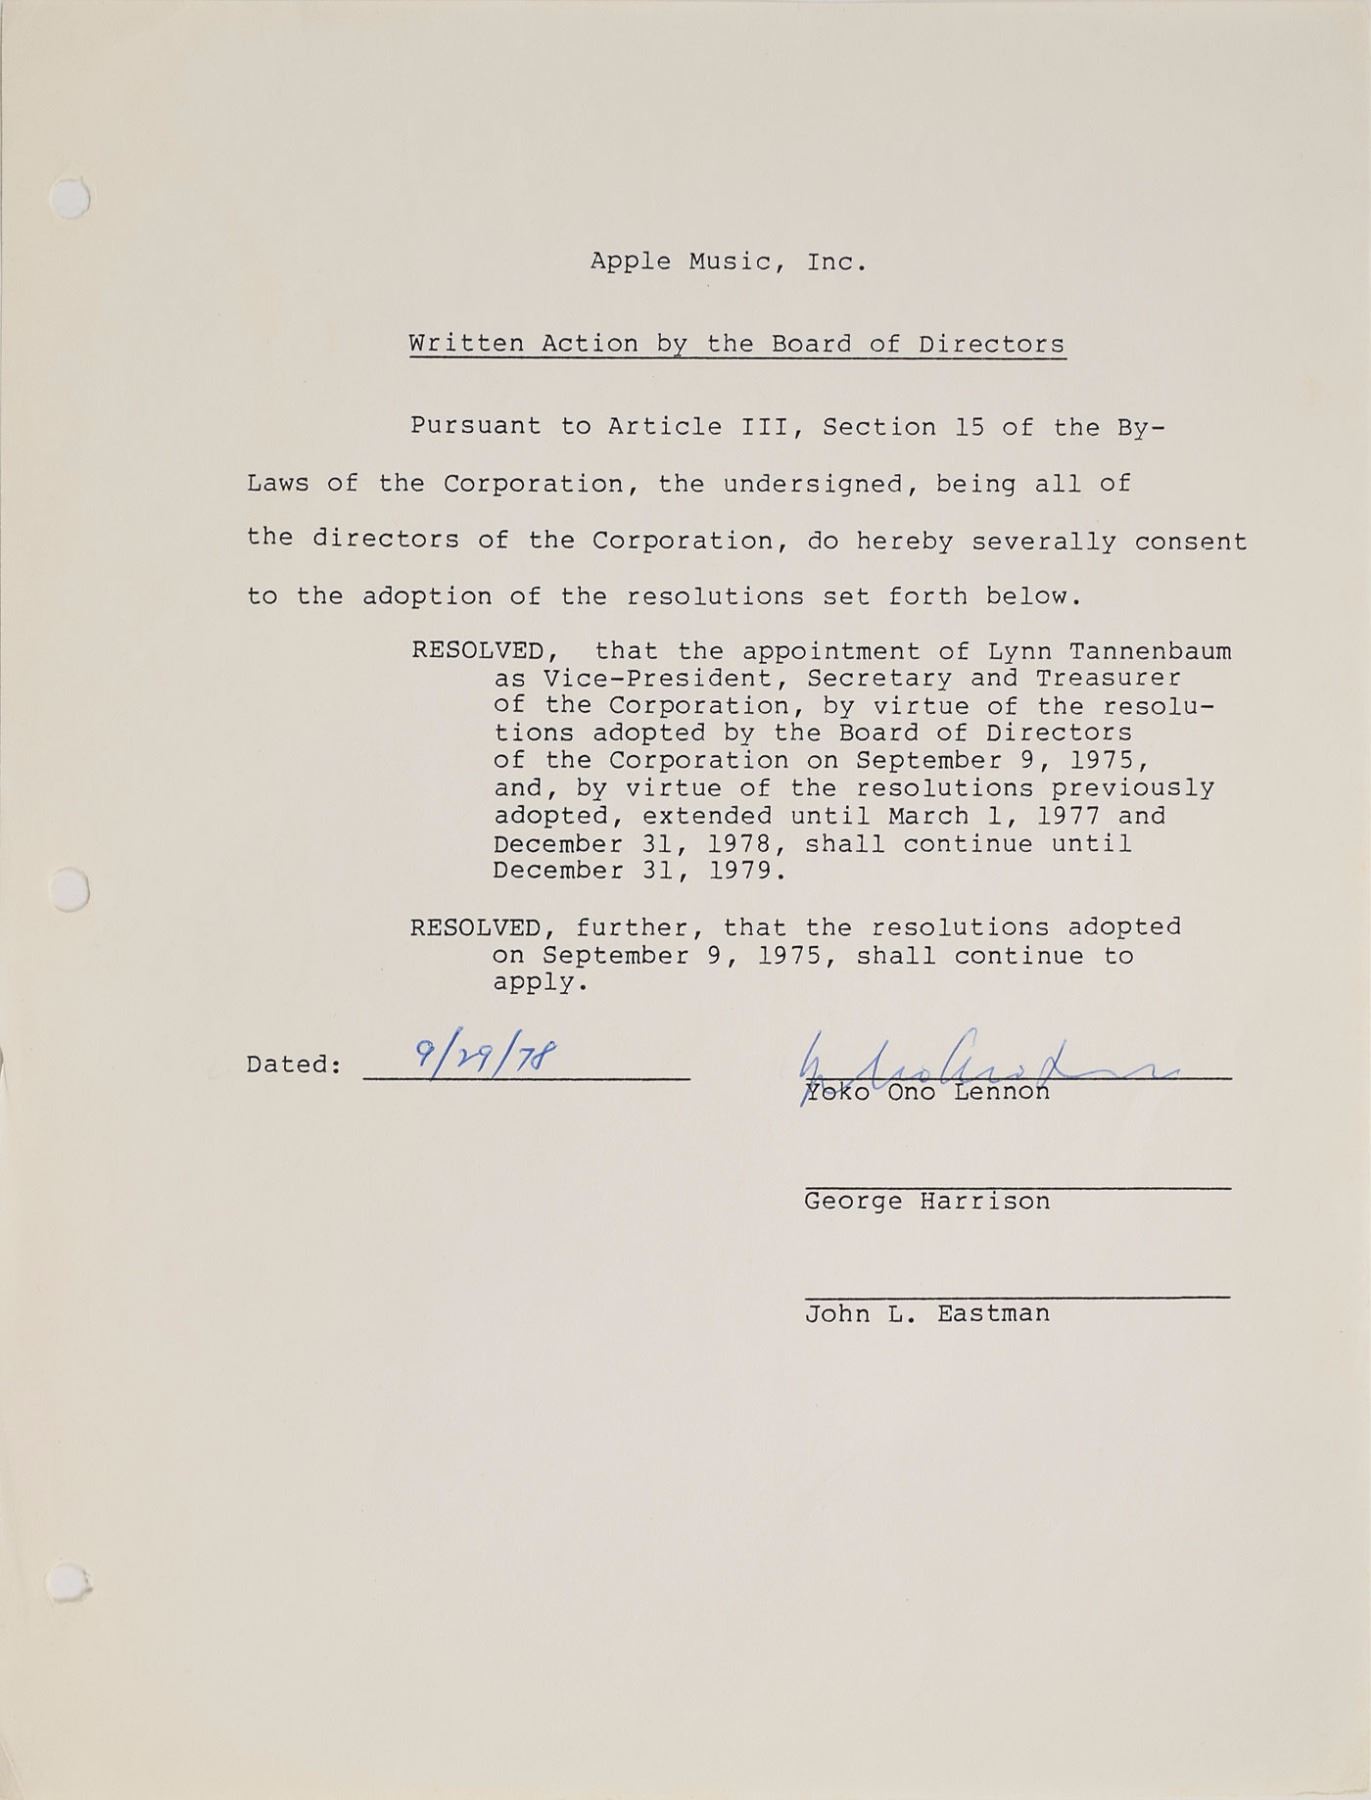 Apple Music, Inc.
Written Action by the Board of Directors
Pursuant to Article III, Section 15 of the By-
Laws of the Corporation, the undersigned, being all of
the directors of the Corporation, do hereby severally consent
to the adoption of the resolutions set forth below.
RESOLVED, that the appointment of Lynn Tannenbaum
as Vice-President, Secretary and Treasurer
of the Corporation, by virtue of the resolu-
tions adopted by the Board of Directors
of the Corporation on September 9, 1975,
and, by virtue of the resolutions previously
adopted, extended until March 1, 1977 and
December 31, 1978, shall continue until
December 31, 1979.
RESOLVED, further, that the resolutions adopted
on September 9, 1975, shall continue to
apply.
Dated: 9/29/78
Yoko Ono Lennon
George Harrison
John L. Eastman